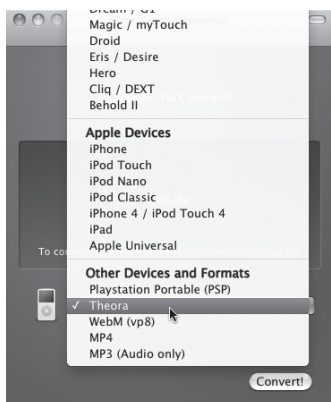 Dream / G1
Magic / myTouch
Droid
Eris / Desire
Hero
Cliq / DEXT
Behold II
Apple Devices
iPhone
iPod Touch
iPod Nano
iPod Classic
iPhone 4 / iPod Touch 4
iPad
Apple Universal
Other Devices and Formats
Playstation Portable (PSP)
✓ Theora
WebM (vp8)
MP4
MP3 (Audio only)
Convert!